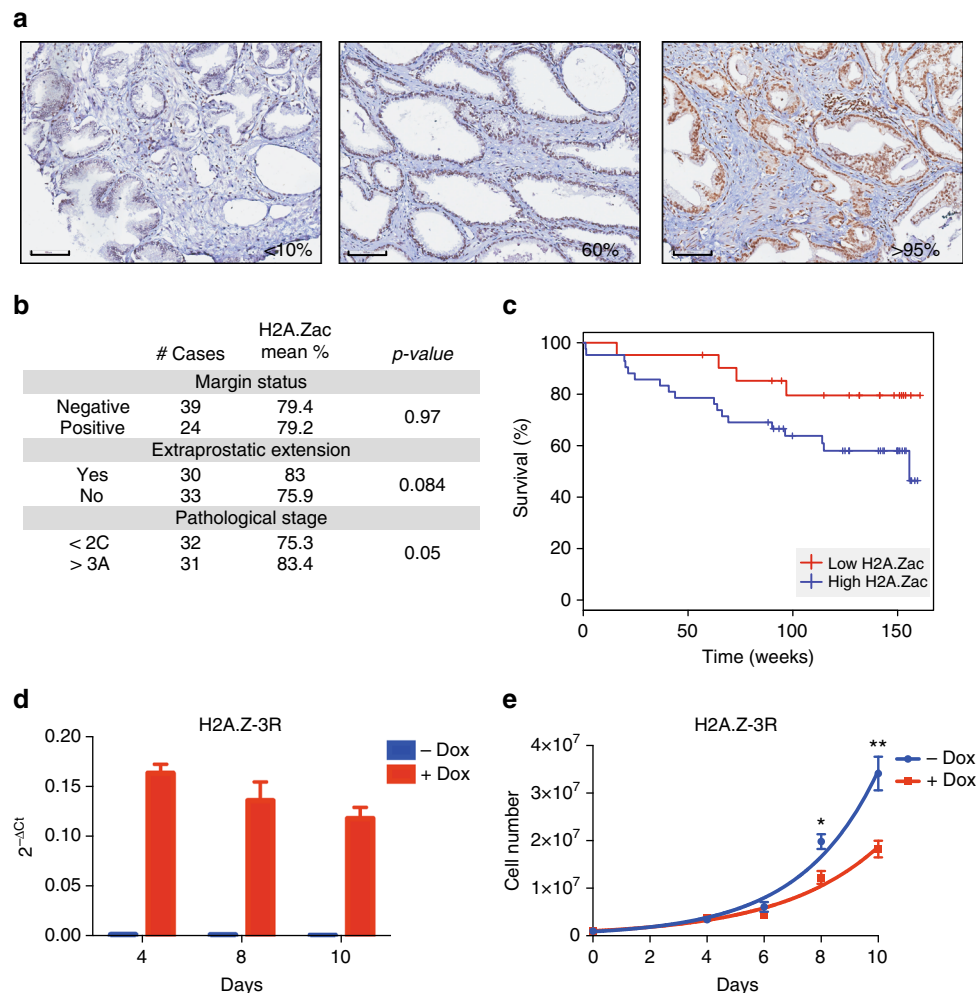 a
<10%
60%
>95%
b
# Cases
H2A.Zac
mean %
p-value
Margin status
Negative 39 79.4
Positive 24 79.2
0.97
Extraprostatic extension
Yes 30 83
No 33 75.9
0.084
Pathological stage
< 2C 32 75.3
> 3A 31 83.4
0.05
c
Survival (%)
100
80
60
40
20
0
0 50 100 150
Time (weeks)
Low H2A.Zac
High H2A.Zac
d
H2A.Z-3R
2^−ΔCt
0.20
0.15
0.10
0.05
0.00
4 8 10
Days
– Dox
+ Dox
e
H2A.Z-3R
Cell number
4×10⁷
3×10⁷
2×10⁷
1×10⁷
0
0 2 4 6 8 10
Days
*
**
– Dox
+ Dox